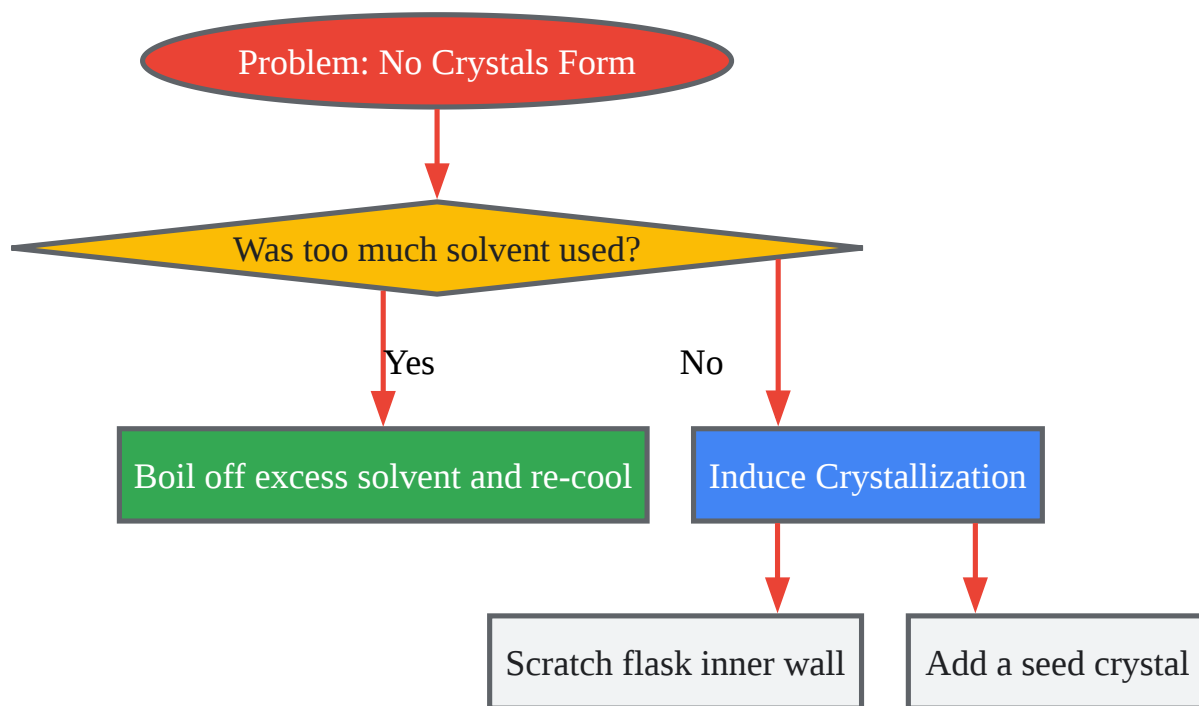 Problem: No Crystals Form
Was too much solvent used?
Yes
No
Boil off excess solvent and re-cool
Induce Crystallization
Scratch flask inner wall
Add a seed crystal